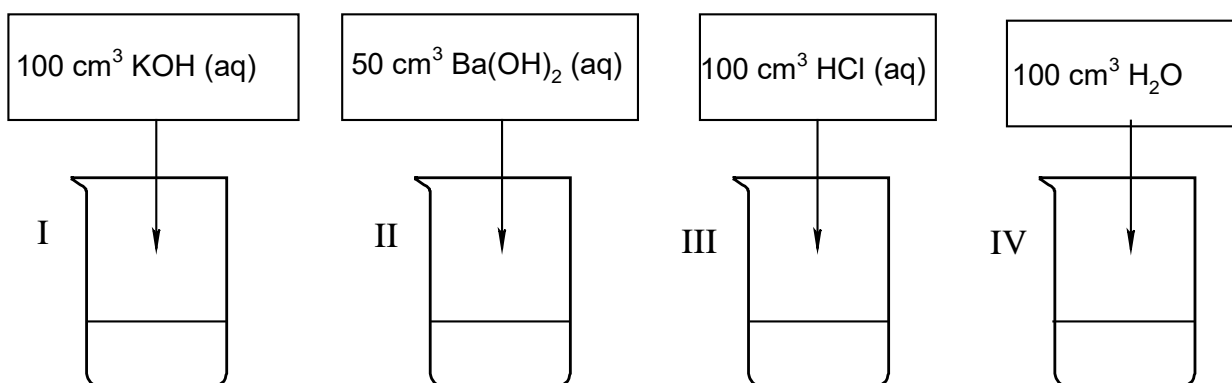 100 cm³ KOH (aq)
50 cm³ Ba(OH)₂ (aq)
100 cm³ HCl (aq)
100 cm³ H₂O
I
II
III
IV